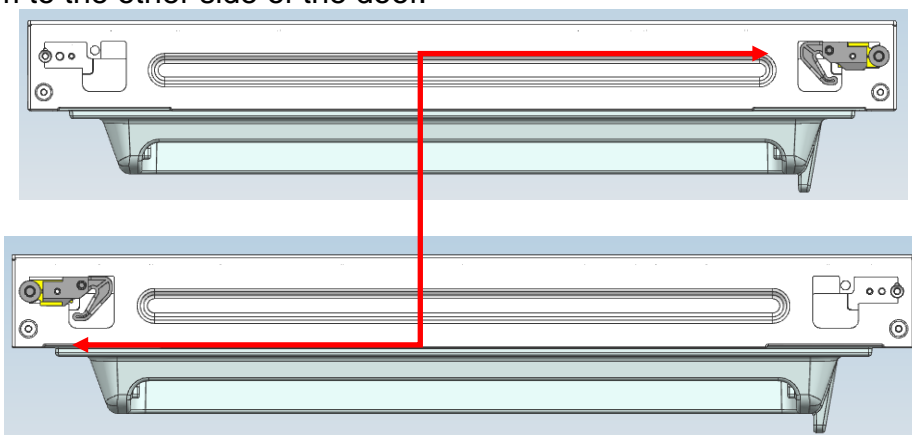 to the other side of the door.